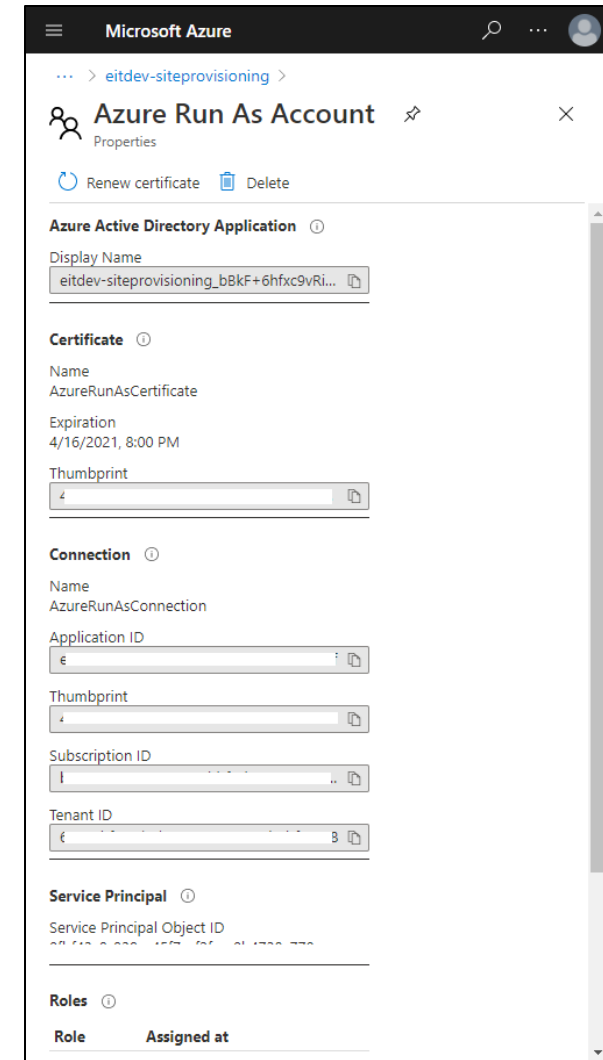 Microsoft Azure
... > eitdev-siteprovisioning >
Azure Run As Account
Properties
Renew certificate Delete
Azure Active Directory Application
Display Name
eitdev-siteprovisioning_bBkF+6hfxc9vRi...
Certificate
Name
AzureRunAsCertificate
Expiration
4/16/2021, 8:00 PM
Thumbprint
Connection
Name
AzureRunAsConnection
Application ID
Thumbprint
Subscription ID
Tenant ID
Service Principal
Service Principal Object ID
Roles
Role Assigned at